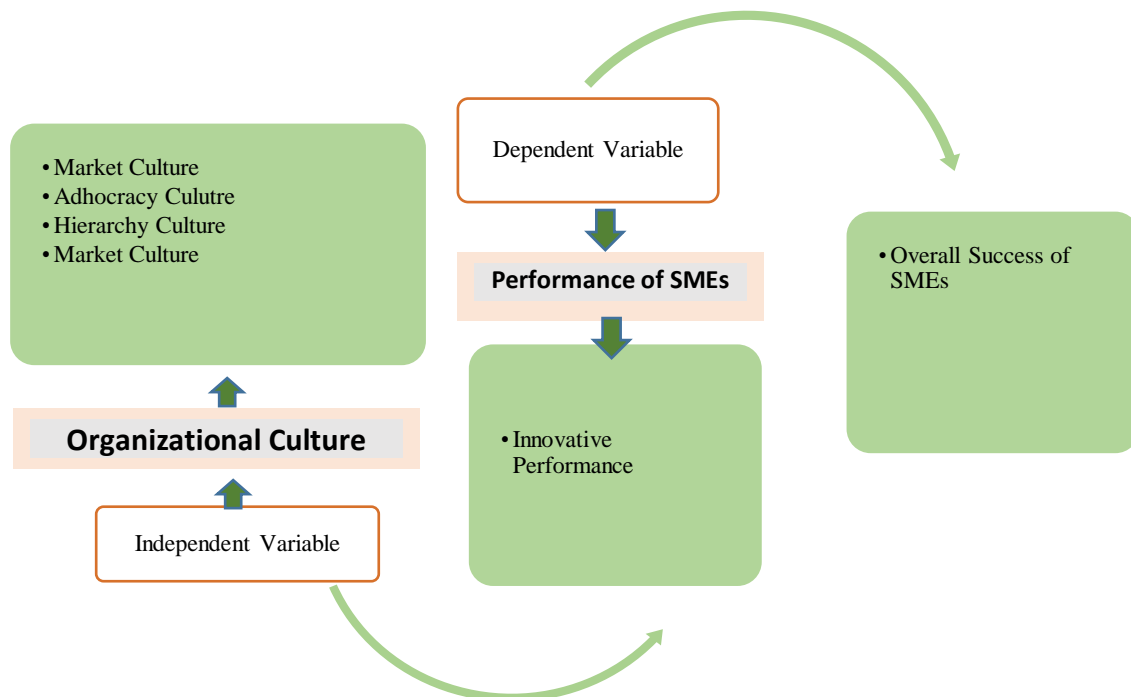 • Market Culture
• Adhocracy Culutre
• Hierarchy Culture
• Market Culture
Organizational Culture
Independent Variable
Dependent Variable
Performance of SMEs
• Innovative
Performance
• Overall Success of
SMEs